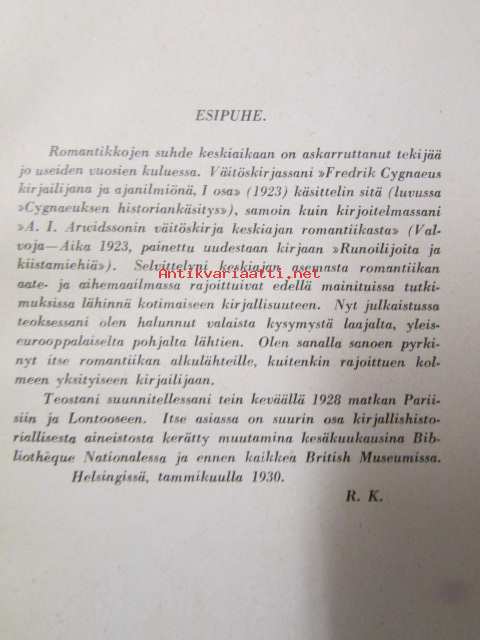 ESIPUHE.
Romantikkojen suhde keskiaikaan on askarruttanut tekijää
jo useiden vuosien kuluessa. Väitöskirjassani »Fredrik Cygnaeus
kirjailijana ja ajanilmiönä, I osa» (1923) käsittelin sitä (luvussa
»Cygnaeuksen historiankäsitys»), samoin kuin kirjoitelmassani
»A. I. Arwidssonin väitöskirja keskiajan romantiikasta» (Val-
voja—Aika 1923, painettu uudestaan kirjaan »Runoilijoita ja
kiistamiehiä»). Selvittelyni keskiajan asemasta romantiikan
antikvariaatti.net
aate- ja aihemaailmassa rajoittuivat edellä mainituissa tutki-
muksissa lähinnä kotimaiseen kirjallisuuteen. Nyt julkaistussa
teoksessani olen halunnut valaista kysymystä laajalta, yleis-
eurooppalaiselta pohjalta lähtien. Olen sanalla sanoen pyrki-
nyt itse romantiikan alkulähteille, kuitenkin rajoittuen kol-
meen yksityiseen kirjailijaan.
Teostani suunnitellessani tein keväällä 1928 matkan Parii-
siin ja Lontooseen. Itse asiassa on suurin osa kirjallishisto-
riallisesta aineistosta kerätty muutamina kesäkuukausina Bib-
liothèque Nationalessa ja ennen kaikkea British Museumissa.
Helsingissä, tammikuulla 1930.
R. K.